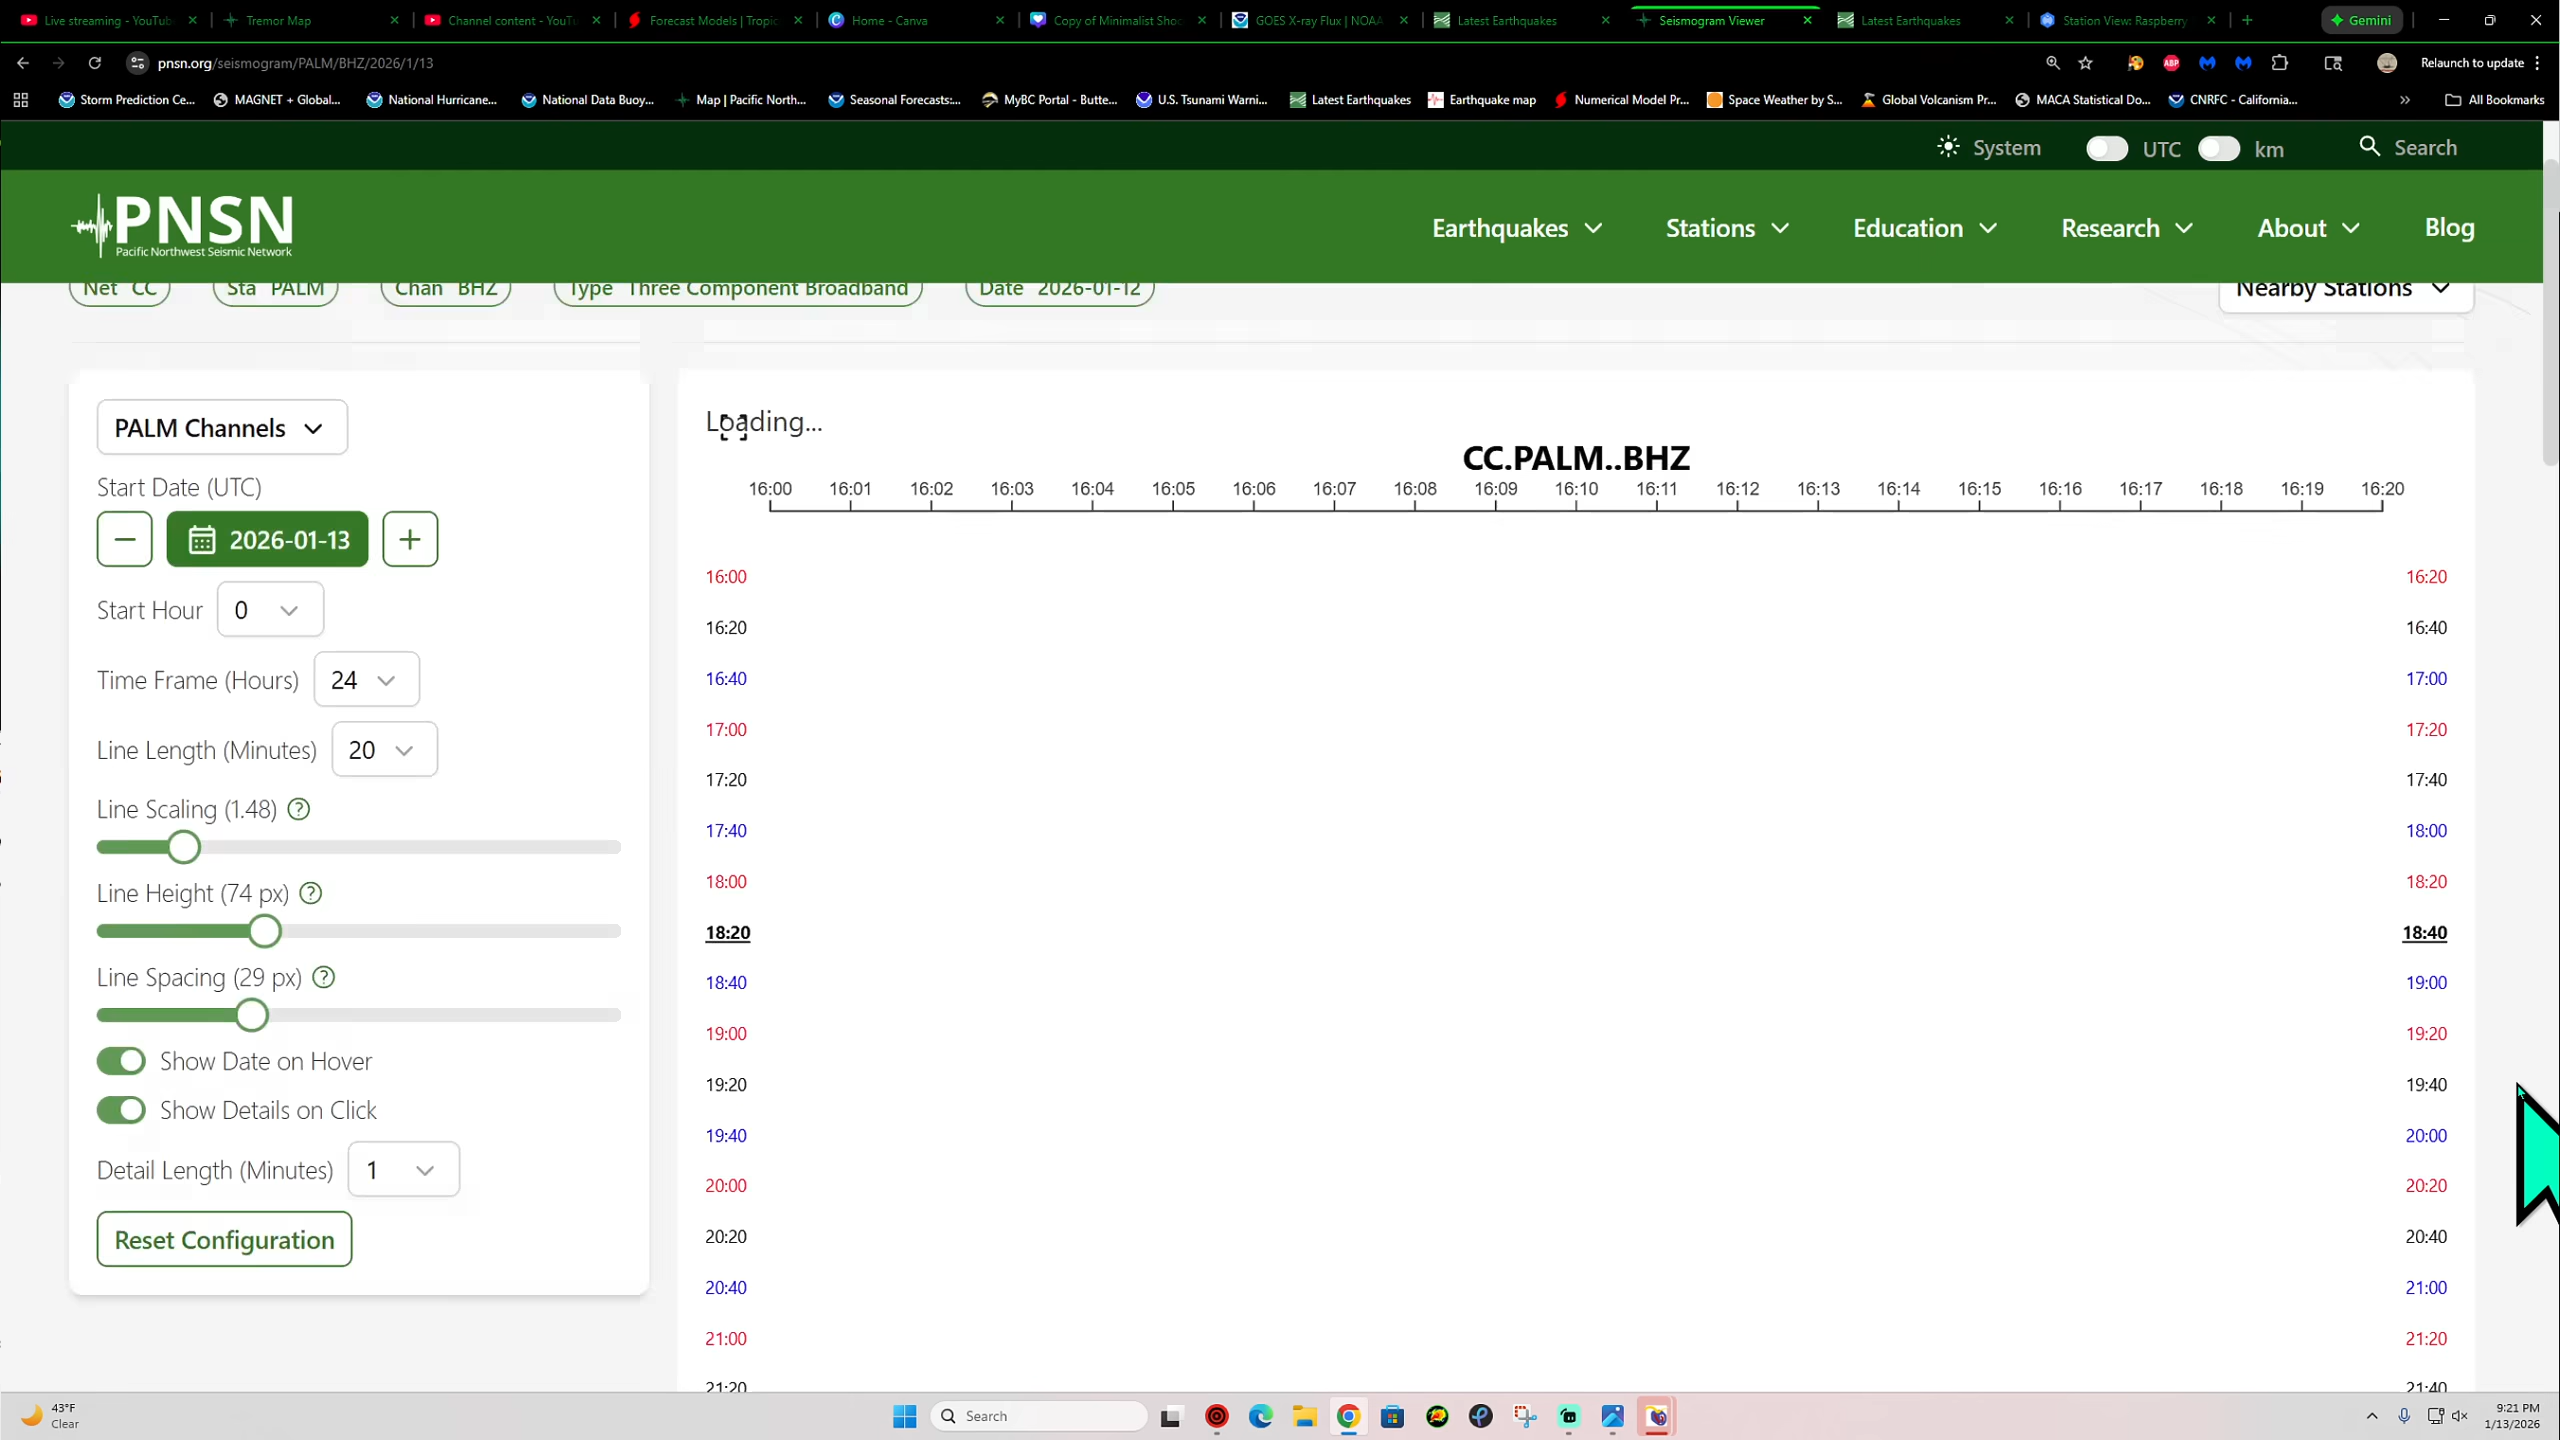 Live streaming - YouTube
Tremor Map
Channel content - YouTu
Forecast Models | Tropic
Home - Canva
Copy of Minimalist Shoc
GOES X-ray Flux | NOAA
Latest Earthquakes
Seismogram Viewer
Latest Earthquakes
Station View: Raspberry
Gemini
pnsn.org/seismogram/PALM/BHZ/2026/1/13
ABP
Relaunch to update
Storm Prediction Ce...
MAGNET + Global...
National Hurricane...
National Data Buoy...
Map | Pacific North...
Seasonal Forecasts:...
MyBC Portal - Butte...
U.S. Tsunami Warni...
Latest Earthquakes
Earthquake map
Numerical Model Pr...
Space Weather by S...
Global Volcanism Pr...
MACA Statistical Do...
CNRFC - California...
All Bookmarks
System
UTC
km
Search
PNSN
Pacific Northwest Seismic Network
Earthquakes
Stations
Education
Research
About
Blog
Net CC
Sta PALM
Chan BHZ
Type Three Component Broadband
Date 2026-01-12
Nearby Stations
PALM Channels
Start Date (UTC)
2026-01-13
Start Hour 0
Time Frame (Hours) 24
Line Length (Minutes) 20
Line Scaling (1.48) ?
Line Height (74 px) ?
Line Spacing (29 px) ?
Show Date on Hover
Show Details on Click
Detail Length (Minutes) 1
Reset Configuration
Loading...
CC.PALM..BHZ
16:00 16:01 16:02 16:03 16:04 16:05 16:06 16:07 16:08 16:09 16:10 16:11 16:12 16:13 16:14 16:15 16:16 16:17 16:18 16:19 16:20
16:00 16:20
16:20 16:40
16:40 17:00
17:00 17:20
17:20 17:40
17:40 18:00
18:00 18:20
18:20 18:40
18:40 19:00
19:00 19:20
19:20 19:40
19:40 20:00
20:00 20:20
20:20 20:40
20:40 21:00
21:00 21:20
21:20 21:40
43°F
Clear
Search
9:21 PM
1/13/2026